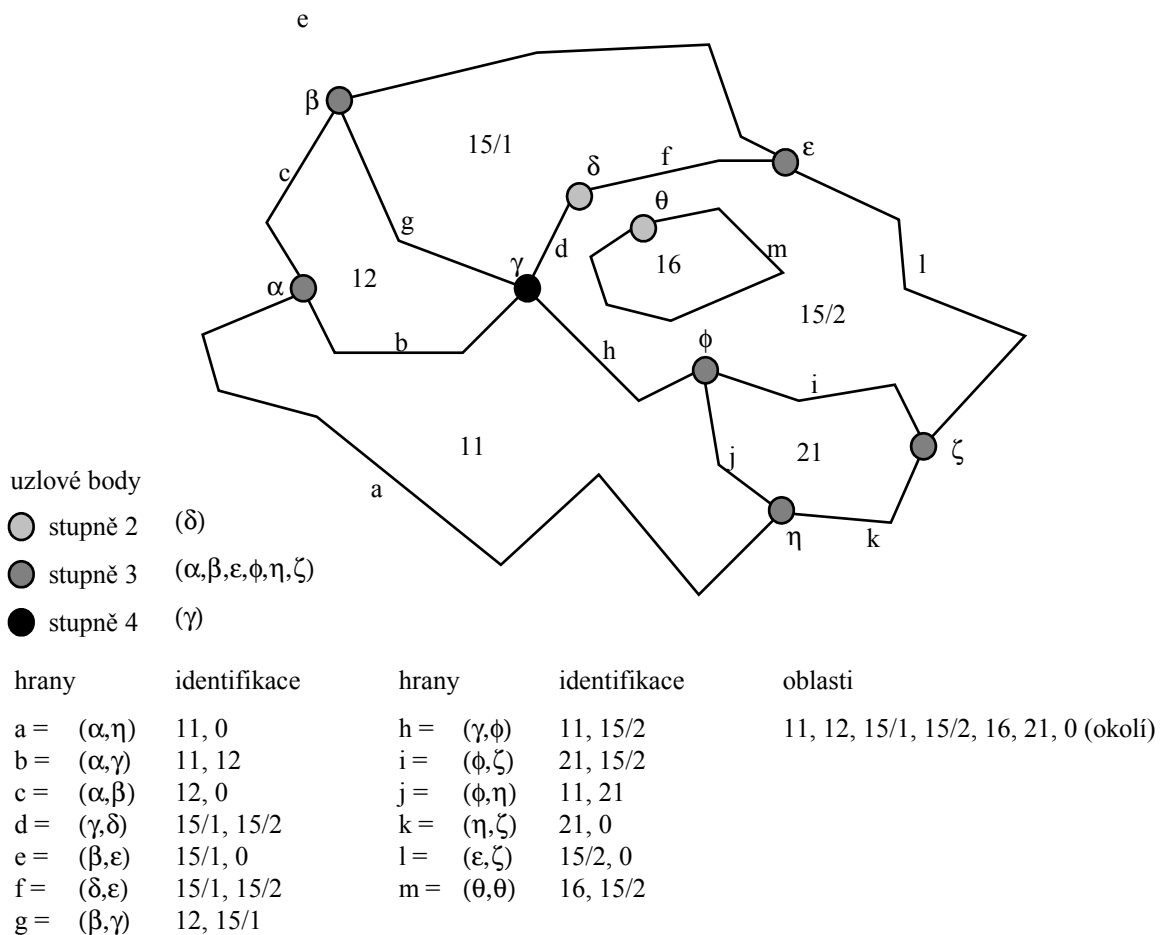 e
β
15/1
ε
δ
f
c
θ
g
d
m
γ
16
l
α
12
15/2
b
h
ϕ
i
11
j
21
ζ
uzlové body
a
η
k
stupně 2 (δ)
stupně 3 (α,β,ε,ϕ,η,ζ)
stupně 4 (γ)
hrany identifikace hrany identifikace oblasti
a = (α,η) 11, 0 h = (γ,ϕ) 11, 15/2 11, 12, 15/1, 15/2, 16, 21, 0 (okolí)
b = (α,γ) 11, 12 i = (ϕ,ζ) 21, 15/2
c = (α,β) 12, 0 j = (ϕ,η) 11, 21
d = (γ,δ) 15/1, 15/2 k = (η,ζ) 21, 0
e = (β,ε) 15/1, 0 l = (ε,ζ) 15/2, 0
f = (δ,ε) 15/1, 15/2 m = (θ,θ) 16, 15/2
g = (β,γ) 12, 15/1